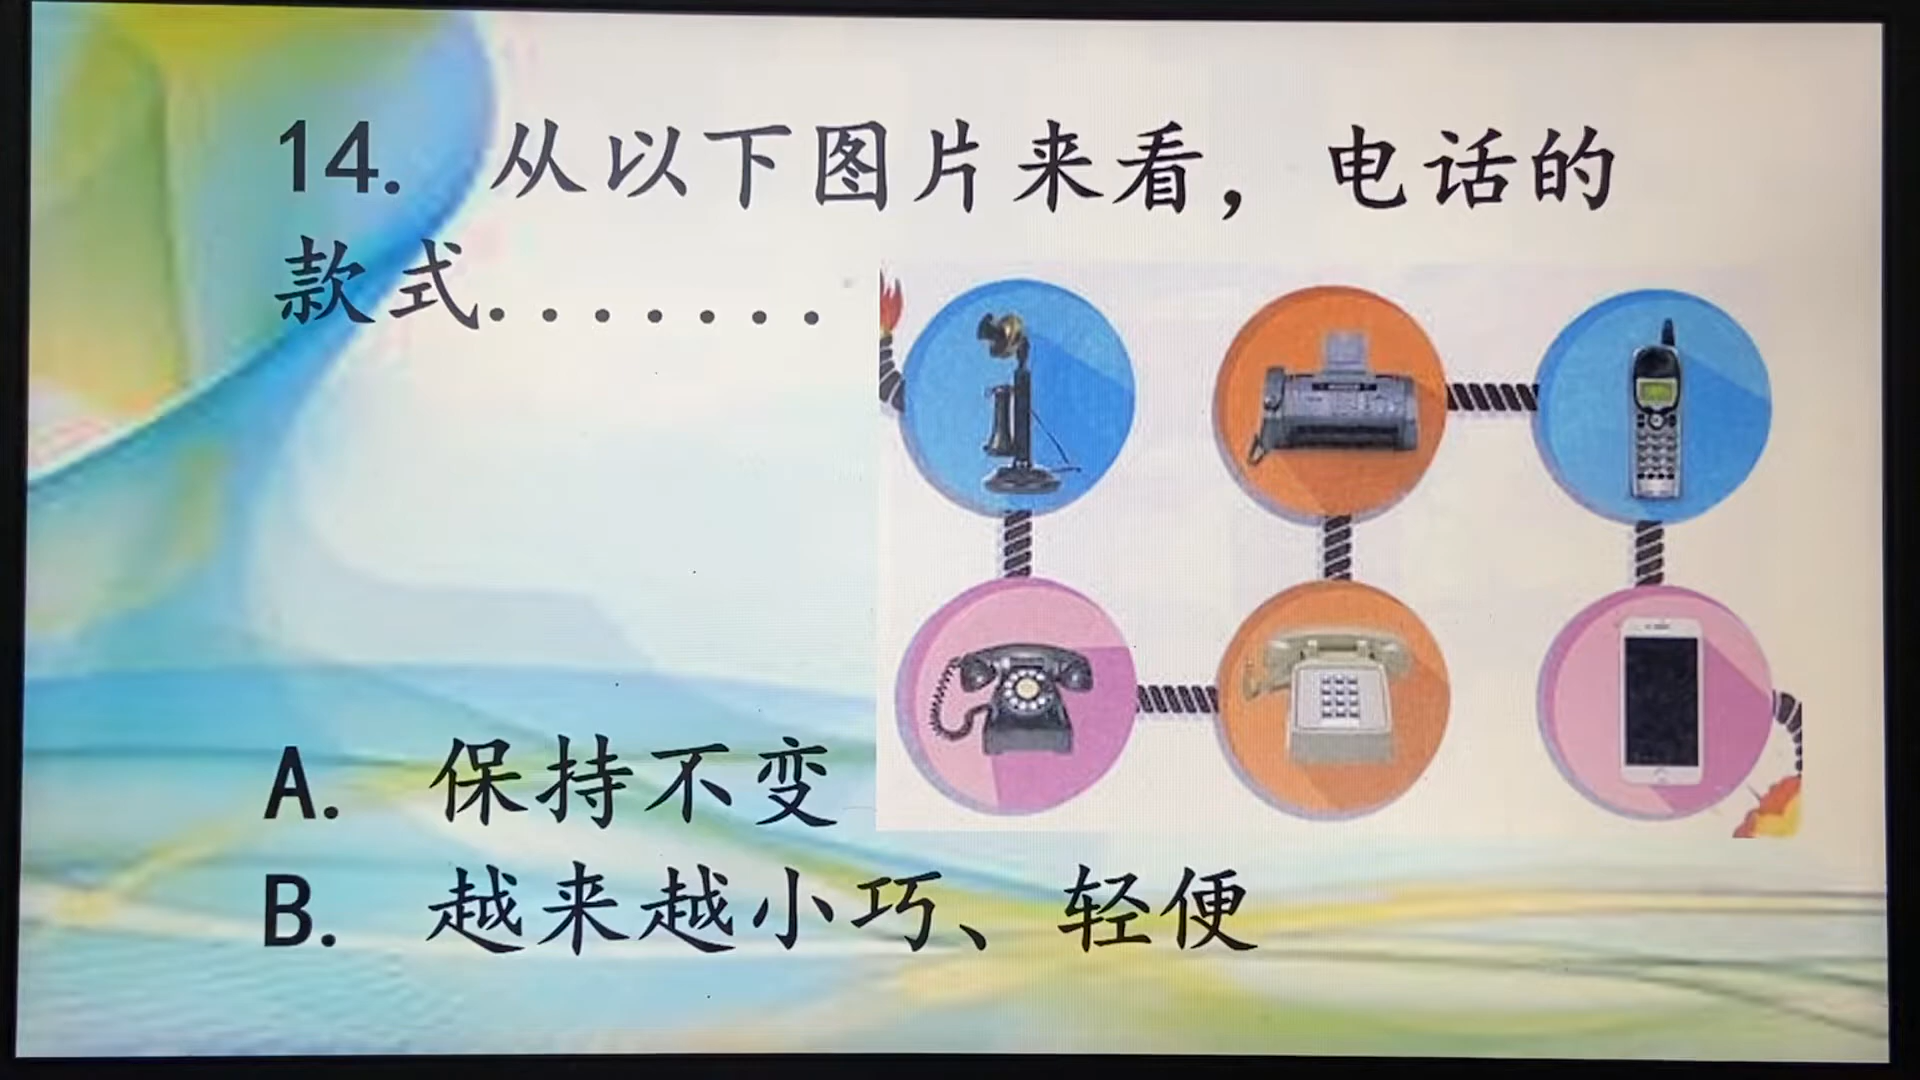 14. 从以下图片来看，电话的
款式.......
A. 保持不变
B. 越来越小巧、轻便